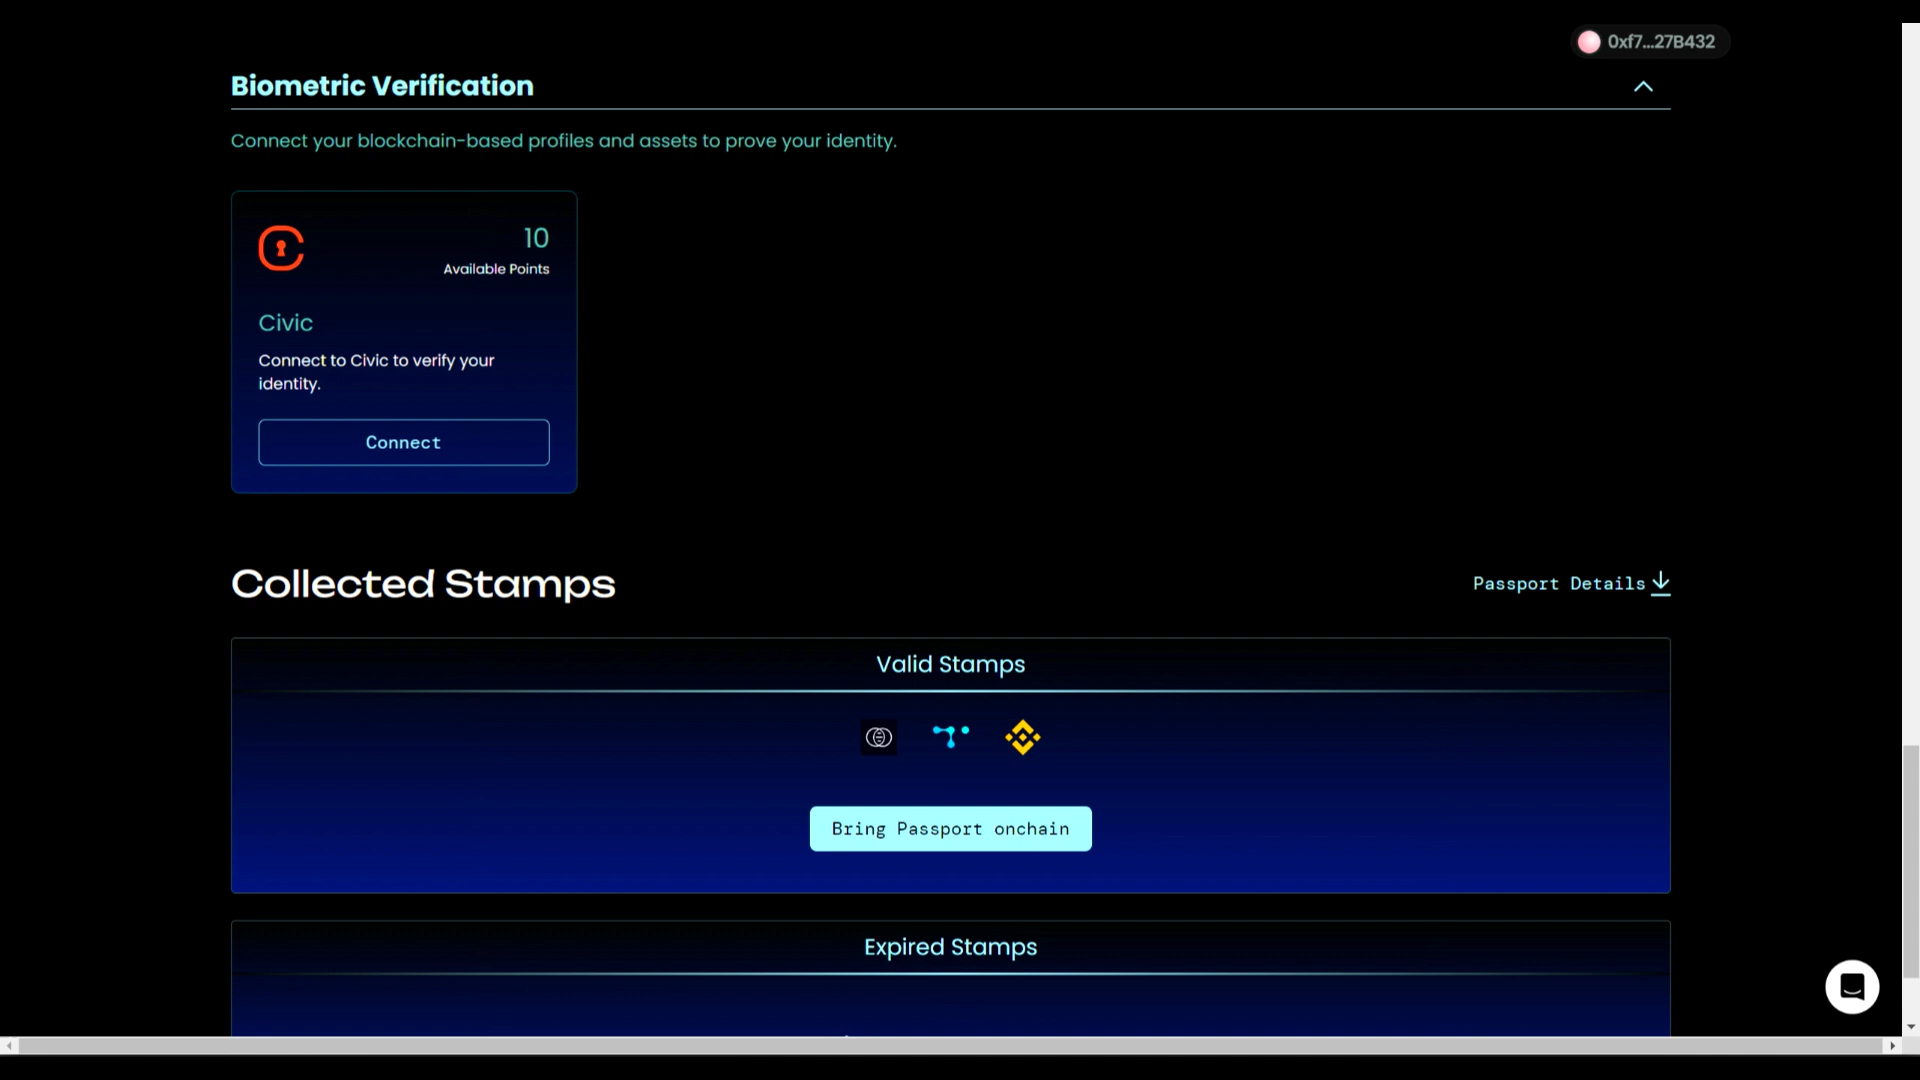 0xf7...27B432
Biometric Verification
Connect your blockchain-based profiles and assets to prove your identity.
10
Available Points
Civic
Connect to Civic to verify your
identity.
Connect
Collected Stamps
Passport Details
Valid Stamps
Bring Passport onchain
Expired Stamps